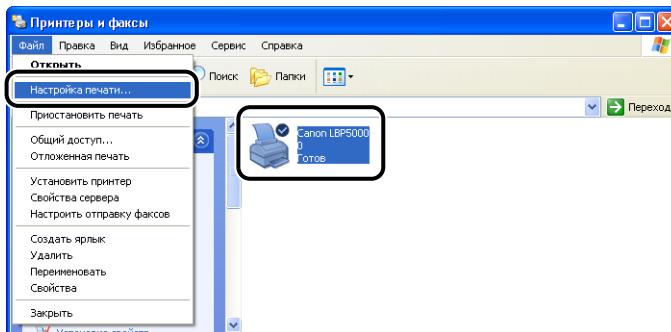 Принтеры и факсы
Файл Правка Вид Избранное Сервис Справка
Открыть
Поиск Папки
Настройка печати...
Переход
Приостановить печать
Canon LBP5000
0
Готов
Общий доступ...
Отложенная печать
Установить принтер
Свойства сервера
Настроить отправку факсов
Создать ярлык
Удалить
Переименовать
Свойства
Закрыть